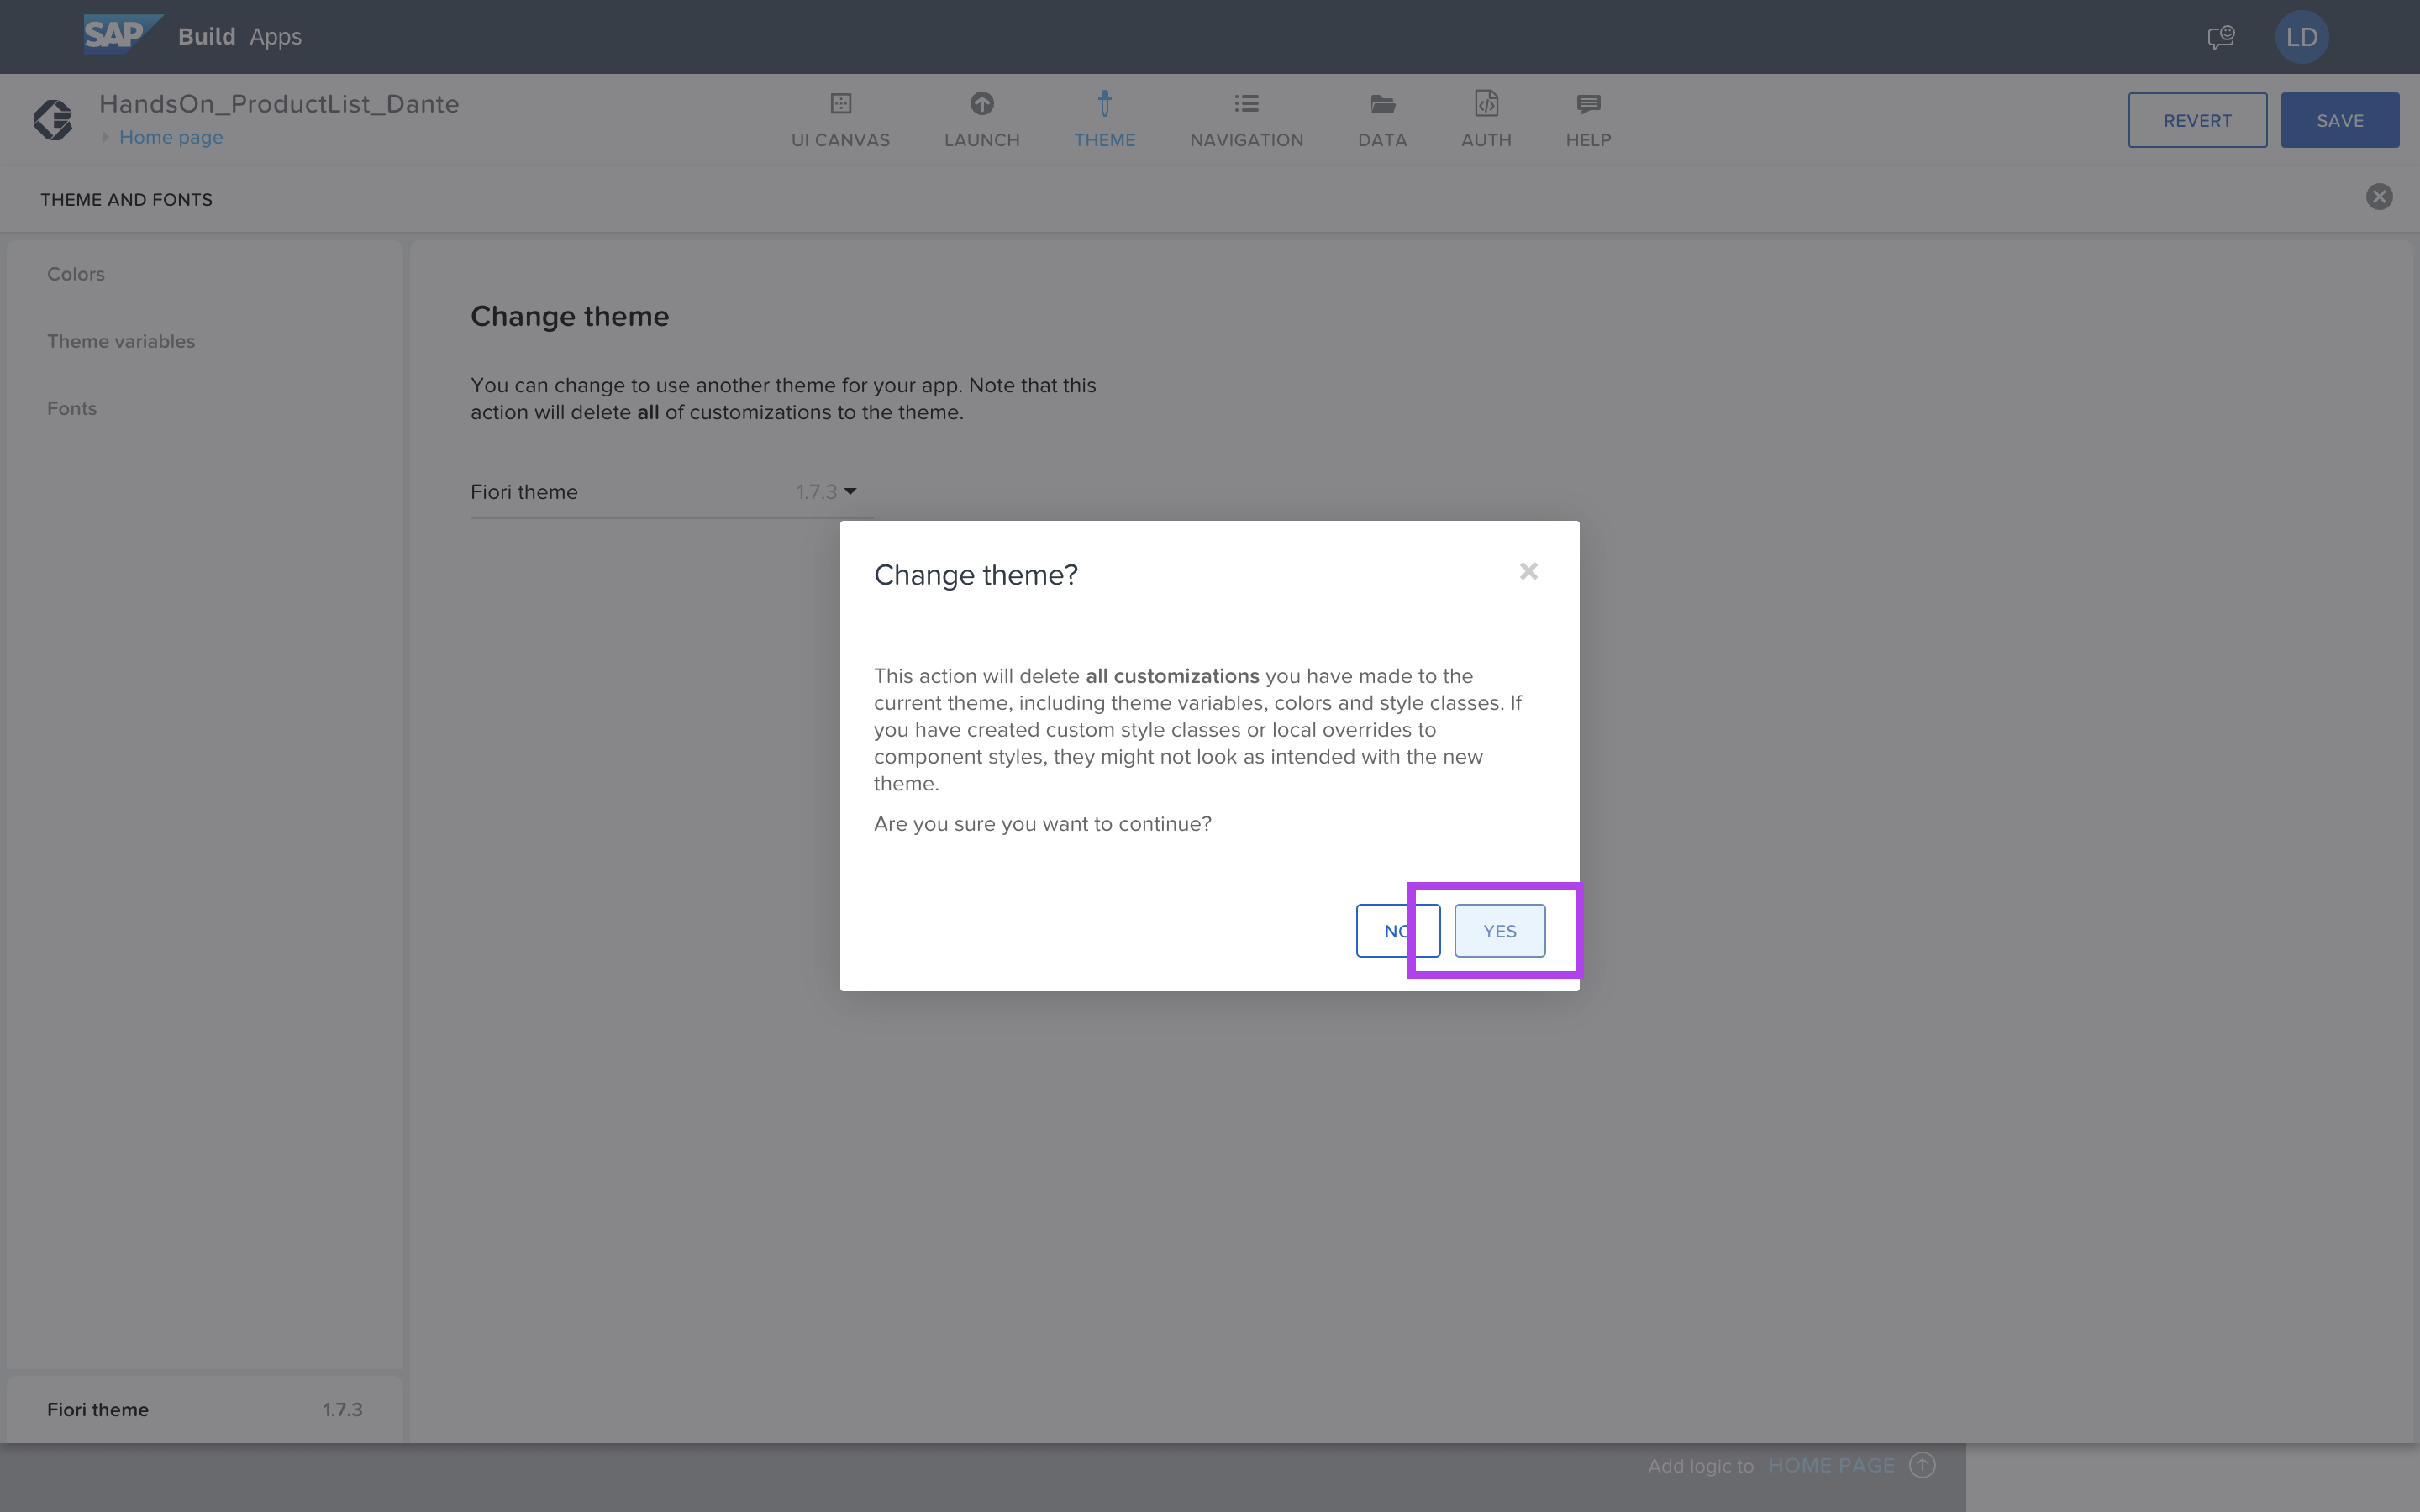 SAP Build Apps
LD
HandsOn_ProductList_Dante
Home page
UI CANVAS
LAUNCH
THEME
NAVIGATION
DATA
AUTH
HELP
REVERT
SAVE
THEME AND FONTS
Colors
Theme variables
Fonts
Change theme
You can change to use another theme for your app. Note that this
action will delete all of customizations to the theme.
Fiori theme 1.7.3
Change theme?
This action will delete all customizations you have made to the
current theme, including theme variables, colors and style classes. If
you have created custom style classes or local overrides to
component styles, they might not look as intended with the new
theme.
Are you sure you want to continue?
NO
YES
Fiori theme 1.7.3
Add logic to HOME PAGE